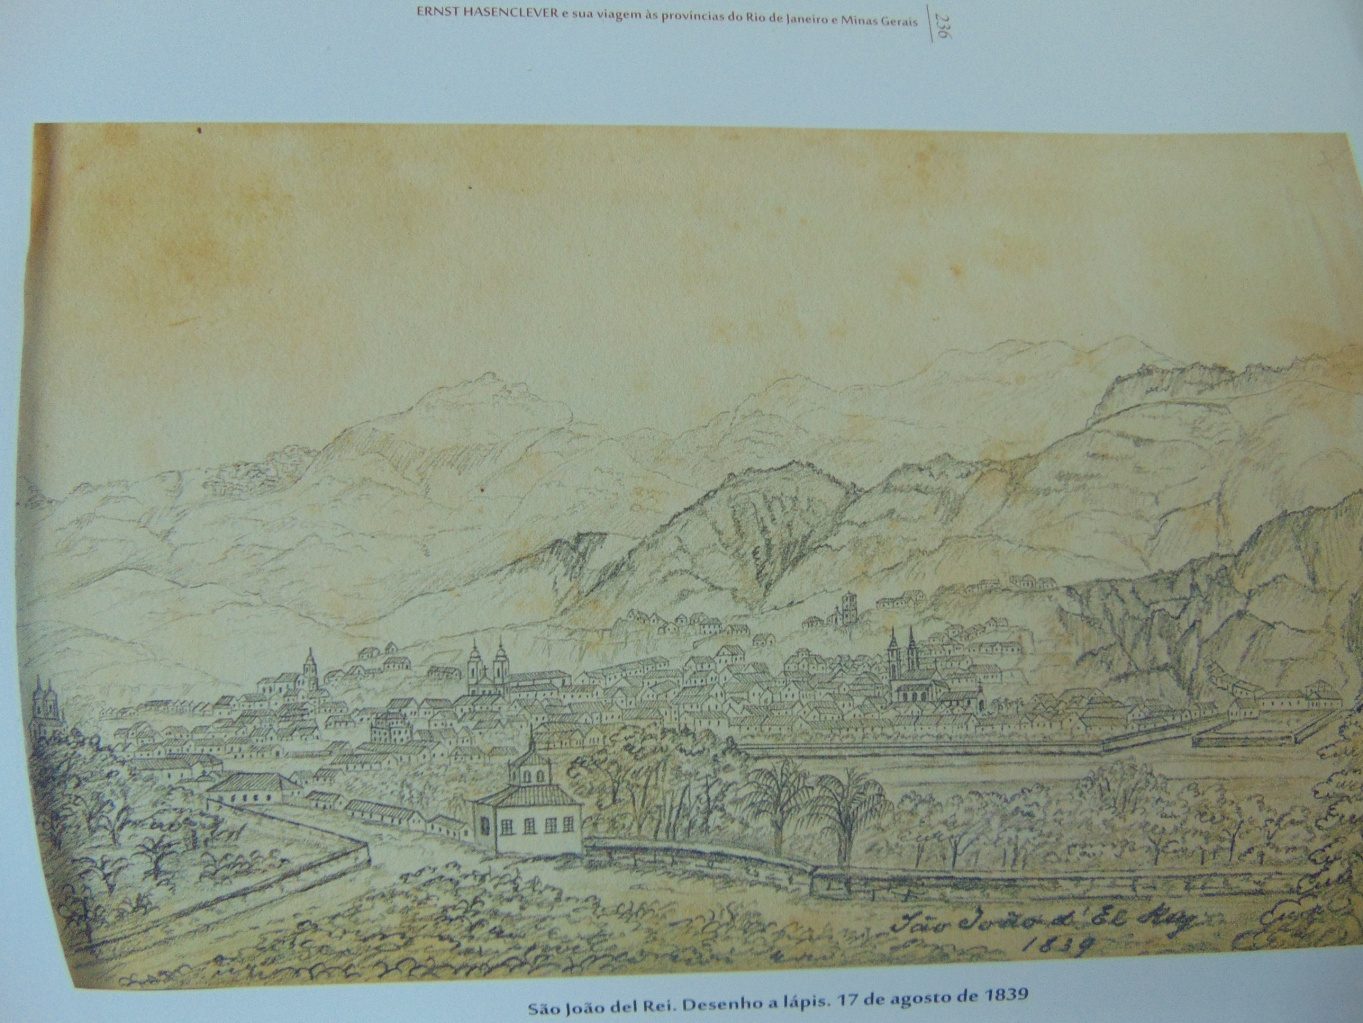 ERNST HASENCLEVER e sua viagem às províncias do Rio de Janeiro e Minas Gerais
236
São João d' El Rey
1839
São João del Rei. Desenho a lápis. 17 de agosto de 1839